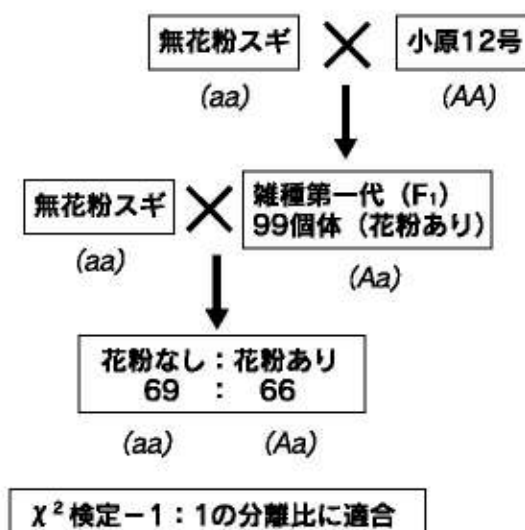 無花粉スギ × 小原12号
(aa) (AA)
無花粉スギ × 雑種第一代（F₁）
99個体（花粉あり）
(aa) (Aa)
花粉なし：花粉あり
69 : 66
(aa) (Aa)
χ²検定－1：1の分離比に適合